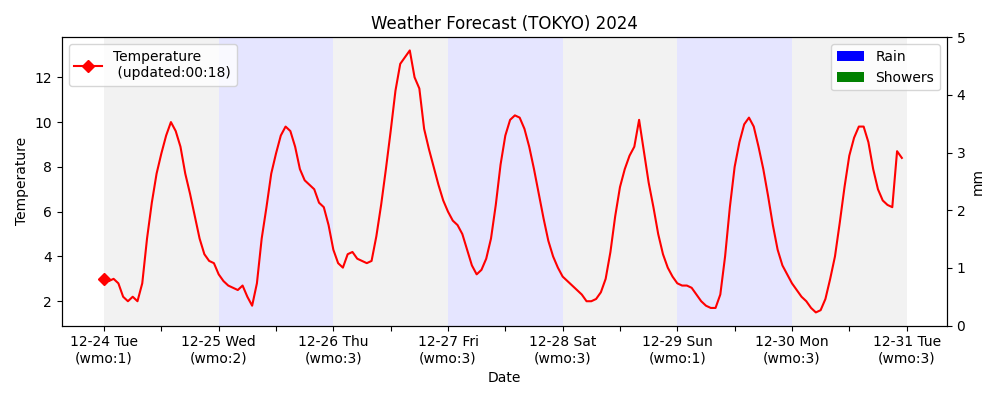 Weather Forecast (TOKYO) 2024
Temperature
(updated:00:18)
Rain
Showers
Temperature
12
10
8
6
4
2
5
4
3
2
1
0
mm
12-24 Tue
(wmo:1)
12-25 Wed
(wmo:2)
12-26 Thu
(wmo:3)
12-27 Fri
(wmo:3)
12-28 Sat
(wmo:3)
12-29 Sun
(wmo:1)
12-30 Mon
(wmo:3)
12-31 Tue
(wmo:3)
Date